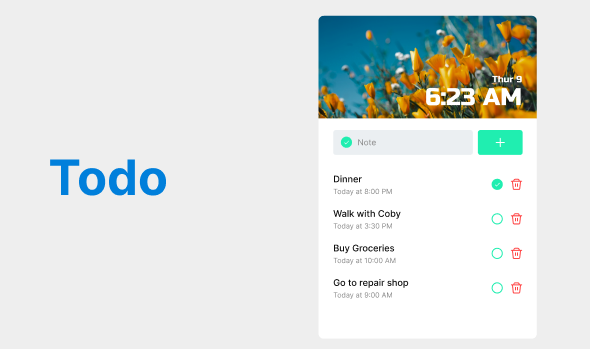 Todo
Thur 9
6:23 AM
Note
Dinner
Today at 8:00 PM
Walk with Coby
Today at 3:30 PM
Buy Groceries
Today at 10:00 AM
Go to repair shop
Today at 9:00 AM